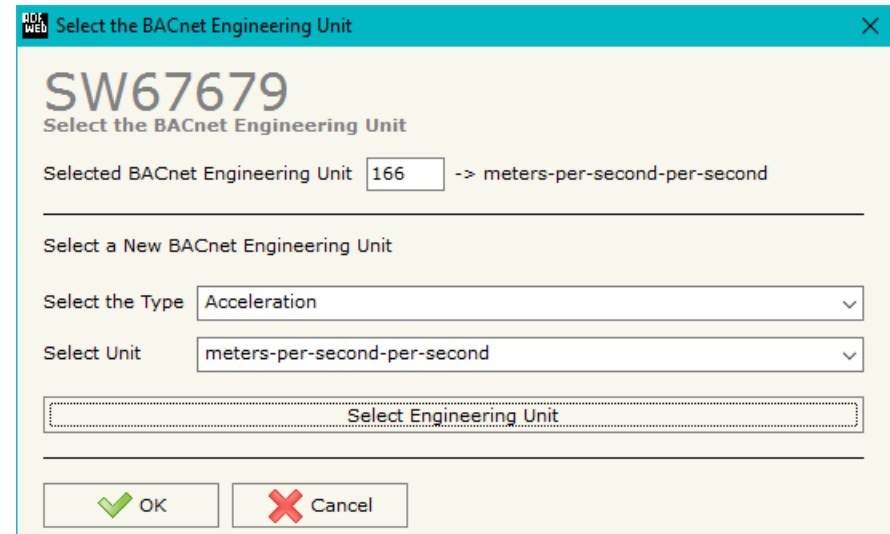 ADF
WEB Select the BACnet Engineering Unit
SW67679
Select the BACnet Engineering Unit
Selected BACnet Engineering Unit 166 -> meters-per-second-per-second
Select a New BACnet Engineering Unit
Select the Type Acceleration
Select Unit meters-per-second-per-second
Select Engineering Unit
OK Cancel